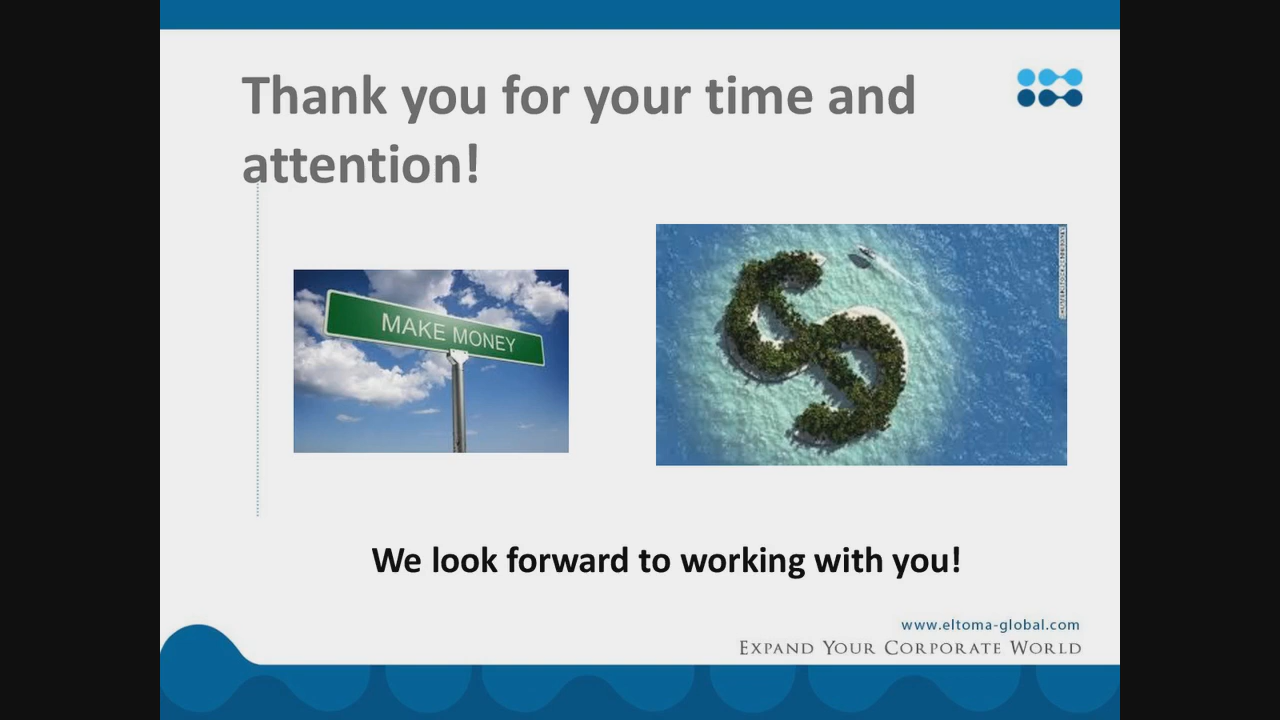 Thank you for your time and
attention!
MAKE MONEY
We look forward to working with you!
www.eltoma-global.com
EXPAND YOUR CORPORATE WORLD